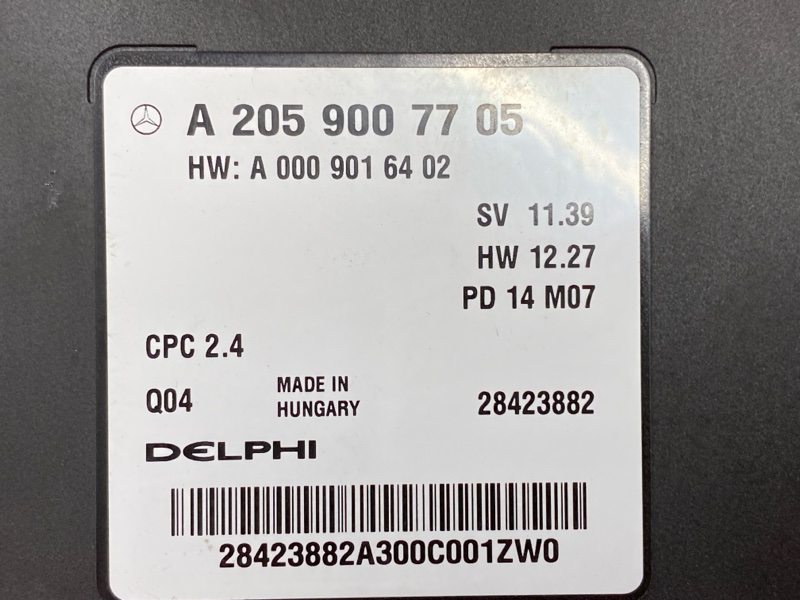 A 205 900 77 05
HW: A 000 901 64 02
SV 11.39
HW 12.27
PD 14 M07
CPC 2.4
Q04
MADE IN
HUNGARY
28423882
DELPHI
28423882A300C001ZW0